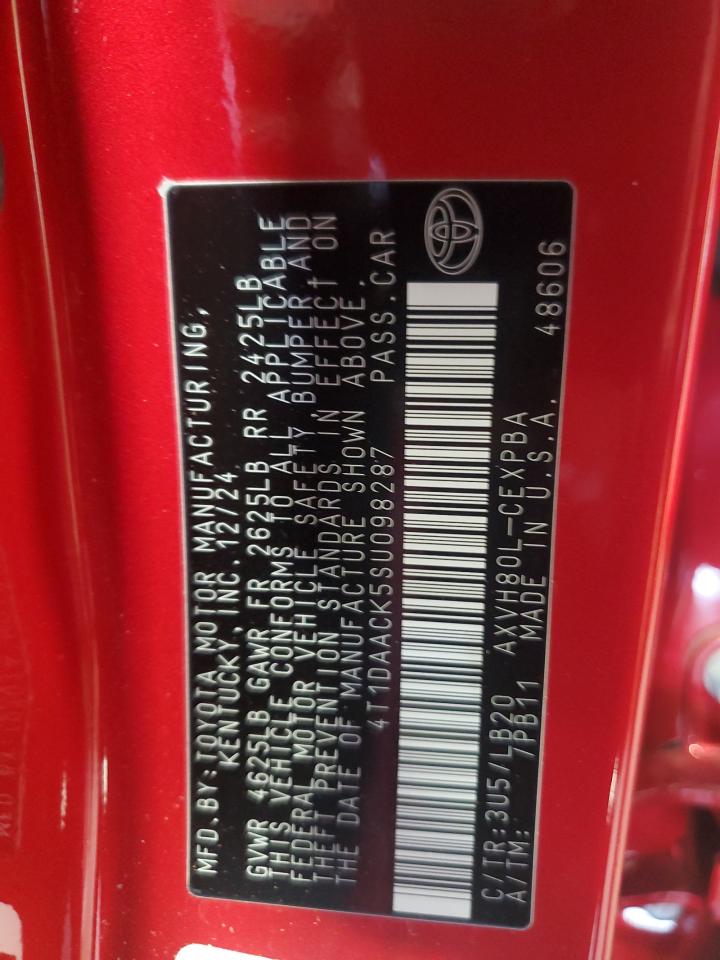 MFD. BY: TOYOTA MOTOR MANUFACTURING,
KENTUCKY, INC. 12/24
GVWR 4625LB GAWR FR 2625LB RR 2425LB
THIS VEHICLE CONFORMS TO ALL APPLICABLE
FEDERAL MOTOR VEHICLE SAFETY, BUMPER, AND
THEFT PREVENTION STANDARDS IN EFFECT ON
THE DATE OF MANUFACTURE SHOWN ABOVE.
4T1DAACK5SU098287 PASS. CAR
C/TR: 3U5/LB20 AXVH80L-CEXPBA
A/TM: 7PB11 MADE IN U.S.A. 48606